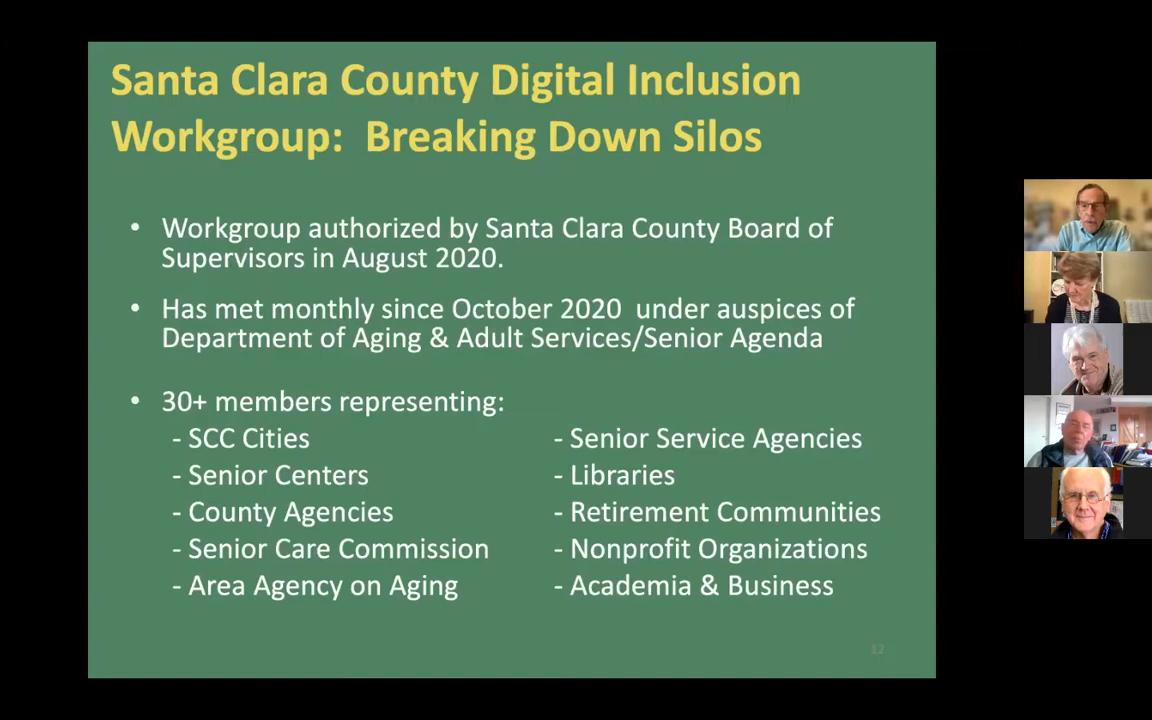 Santa Clara County Digital Inclusion
Workgroup:  Breaking Down Silos
• Workgroup authorized by Santa Clara County Board of
Supervisors in August 2020.
• Has met monthly since October 2020  under auspices of
Department of Aging & Adult Services/Senior Agenda
• 30+ members representing:
- SCC Cities
- Senior Centers
- County Agencies
- Senior Care Commission
- Area Agency on Aging
- Senior Service Agencies
- Libraries
- Retirement Communities
- Nonprofit Organizations
- Academia & Business
12